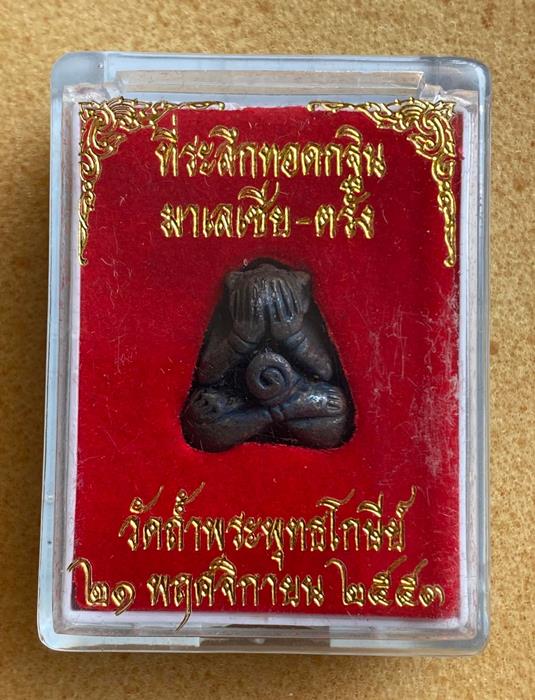 ที่ระลึกทอดกฐิน
มาเลเซีย-ตรัง
วัดถ้ำพระพุทธโกษีย์
๒๑ พฤศจิกายน ๒๕๕๓